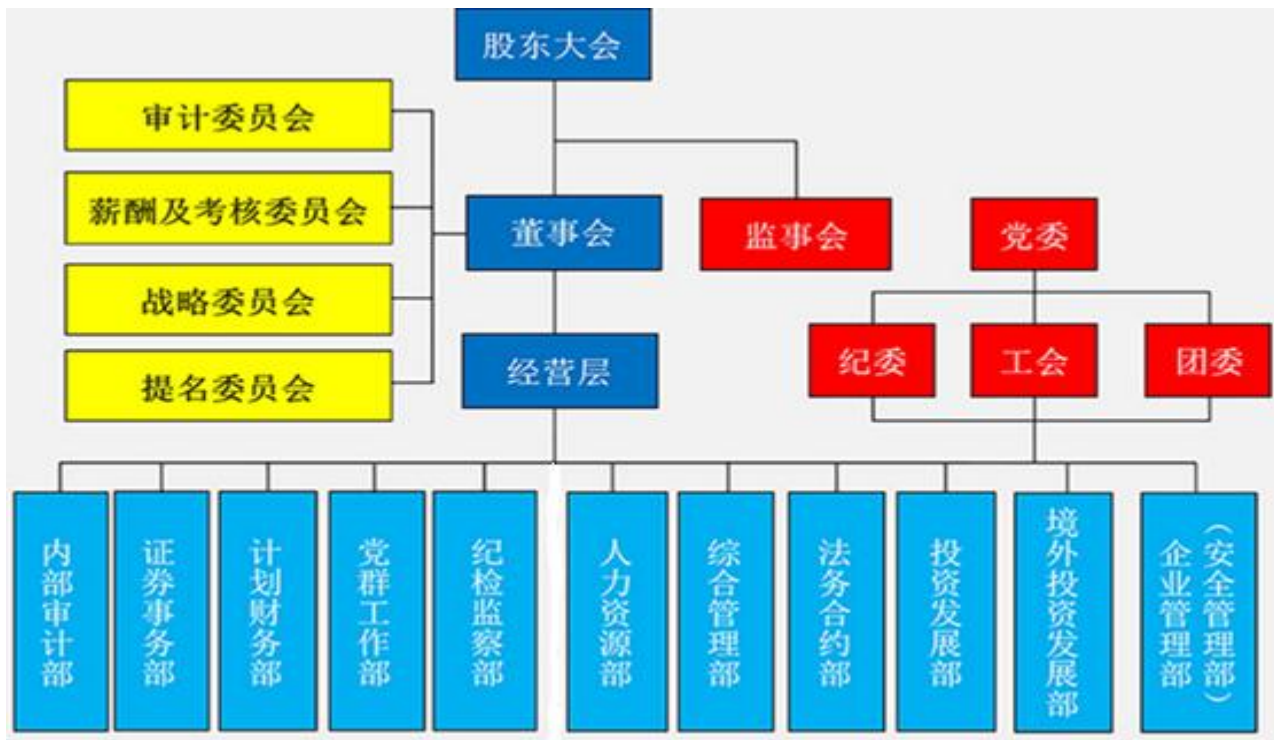 股东大会
审计委员会
薪酬及考核委员会
战略委员会
提名委员会
董事会
监事会
党委
经营层
纪委
工会
团委
内部审计部
证券事务部
计划财务部
党群工作部
纪检监察部
人力资源部
综合管理部
法务合约部
投资发展部
境外投资发展部
企业管理部
（安全管理部）